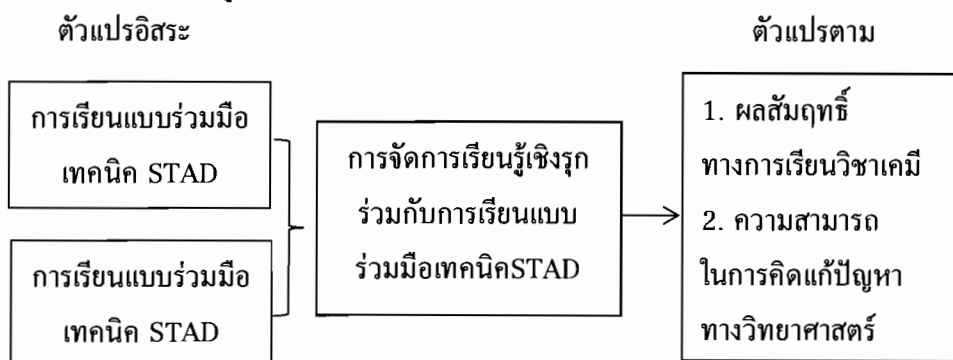 ตัวแปรอิสระ
ตัวแปรตาม
การเรียนแบบร่วมมือ
เทคนิค STAD
การเรียนแบบร่วมมือ
เทคนิค STAD
การจัดการเรียนรู้เชิงรุก
ร่วมกับการเรียนแบบ
ร่วมมือเทคนิคSTAD
1. ผลสัมฤทธิ์
ทางการเรียนวิชาเคมี
2. ความสามารถ
ในการคิดแก้ปัญหา
ทางวิทยาศาสตร์